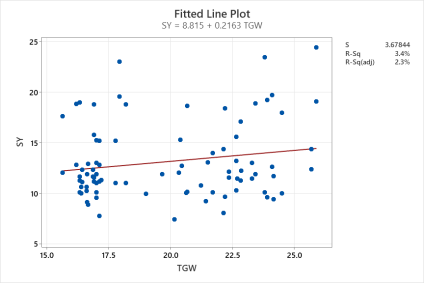 Fitted Line Plot
SY = 8.815 + 0.2163 TGW
S 3.67844
R-Sq 3.4%
R-Sq(adj) 2.3%
25
20
15
10
5
SY
15.0 17.5 20.0 22.5 25.0
TGW